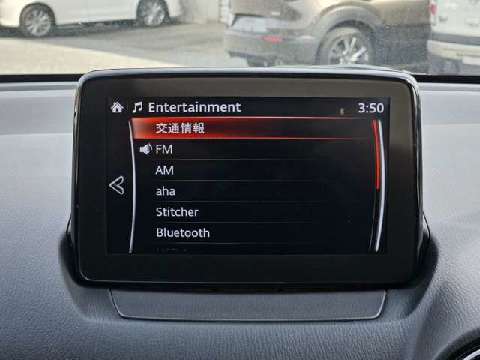 Entertainment 3:50
交通情報
FM
AM
aha
Stitcher
Bluetooth